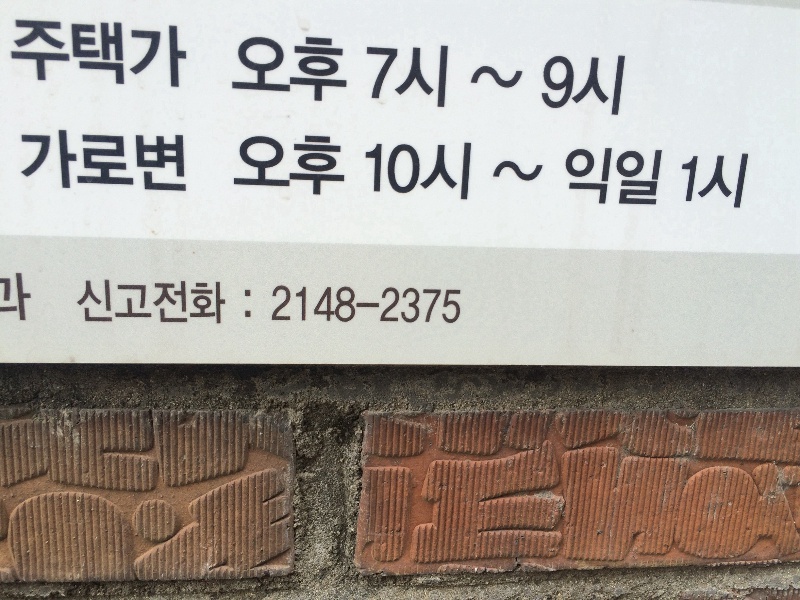 주택가 오후 7시 ~ 9시
가로변 오후 10시 ~ 익일 1시
과 신고전화 : 2148-2375